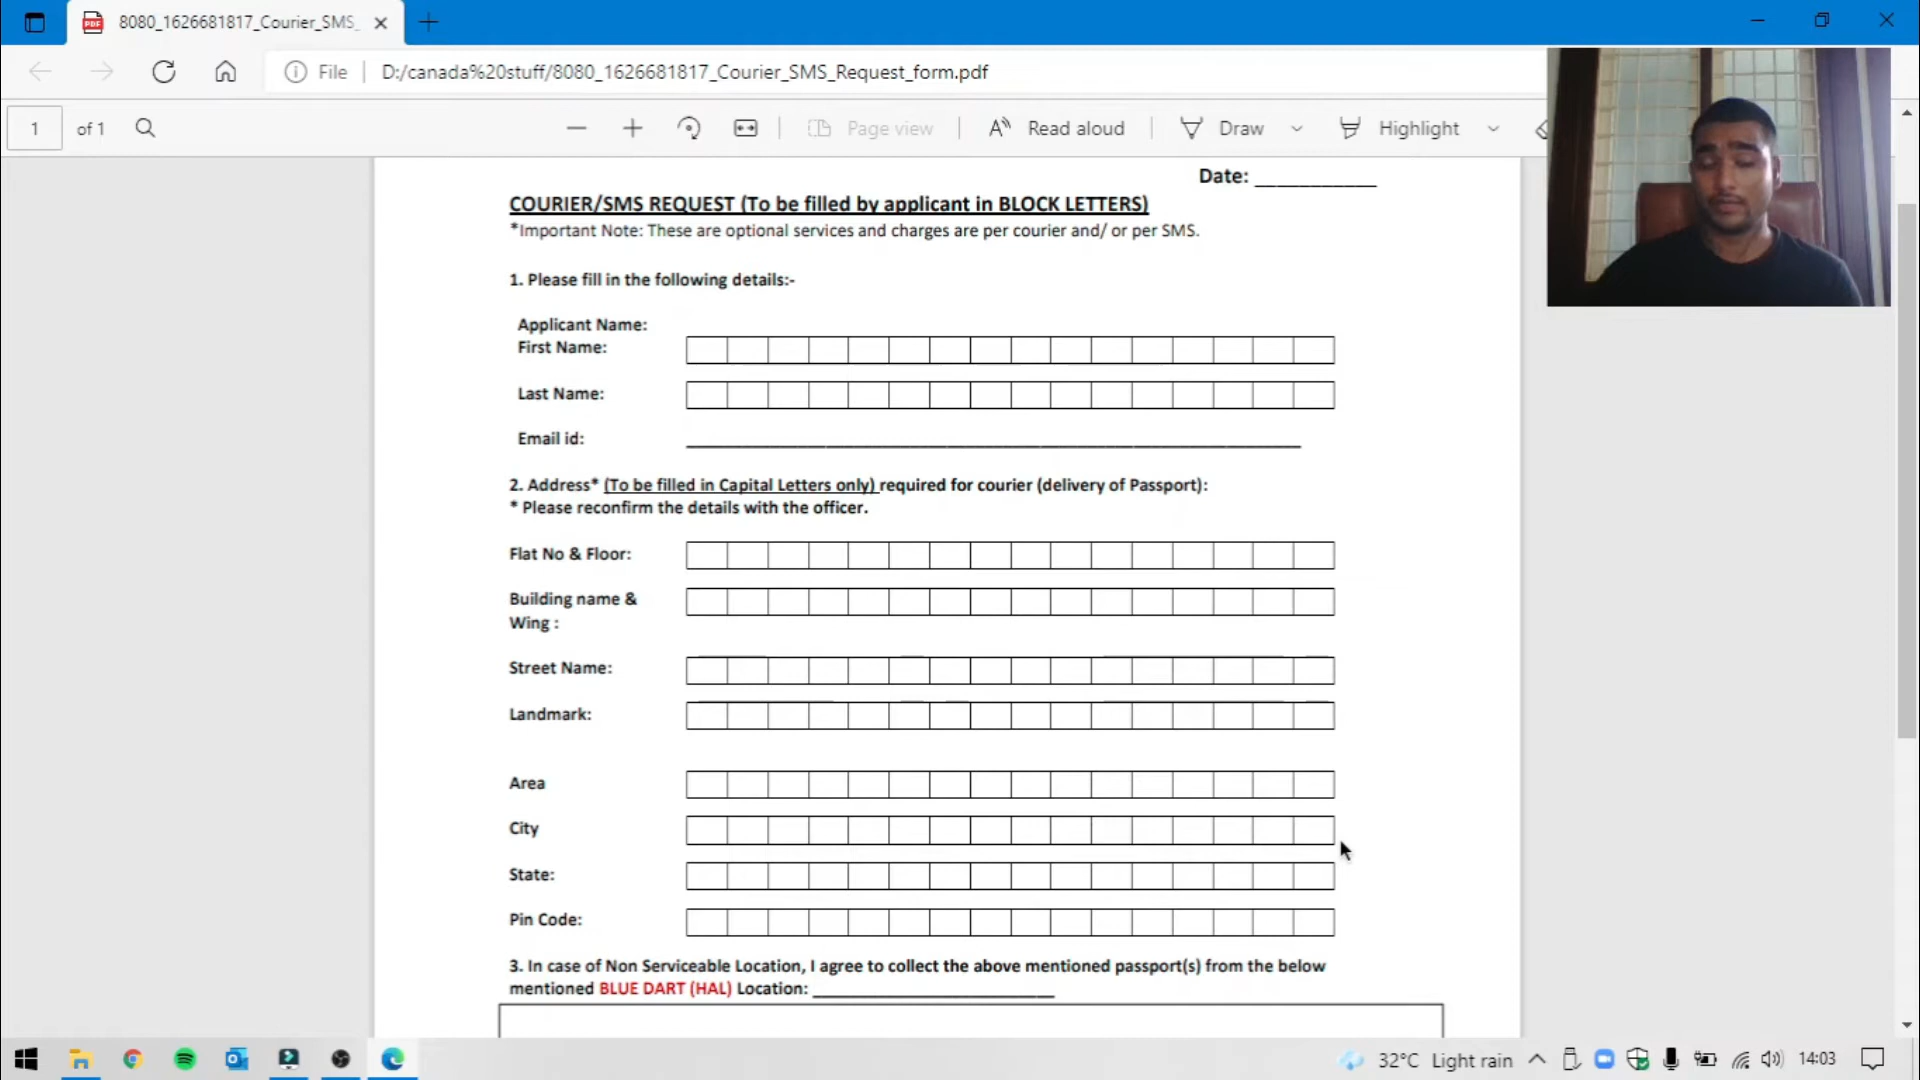 8080_1626681817_Courier_SMS_
File
D:/canada%20stuff/8080_1626681817_Courier_SMS_Request_form.pdf
1 of 1
Page view
Read aloud
Draw
Highlight
Date: ___________
COURIER/SMS REQUEST (To be filled by applicant in BLOCK LETTERS)
*Important Note: These are optional services and charges are per courier and/ or per SMS.
1. Please fill in the following details:-
Applicant Name:
First Name:
Last Name:
Email id:
2. Address* (To be filled in Capital Letters only) required for courier (delivery of Passport):
* Please reconfirm the details with the officer.
Flat No & Floor:
Building name &
Wing :
Street Name:
Landmark:
Area
City
State:
Pin Code:
3. In case of Non Serviceable Location, I agree to collect the above mentioned passport(s) from the below
mentioned BLUE DART (HAL) Location: ______________________
32°C Light rain
14:03